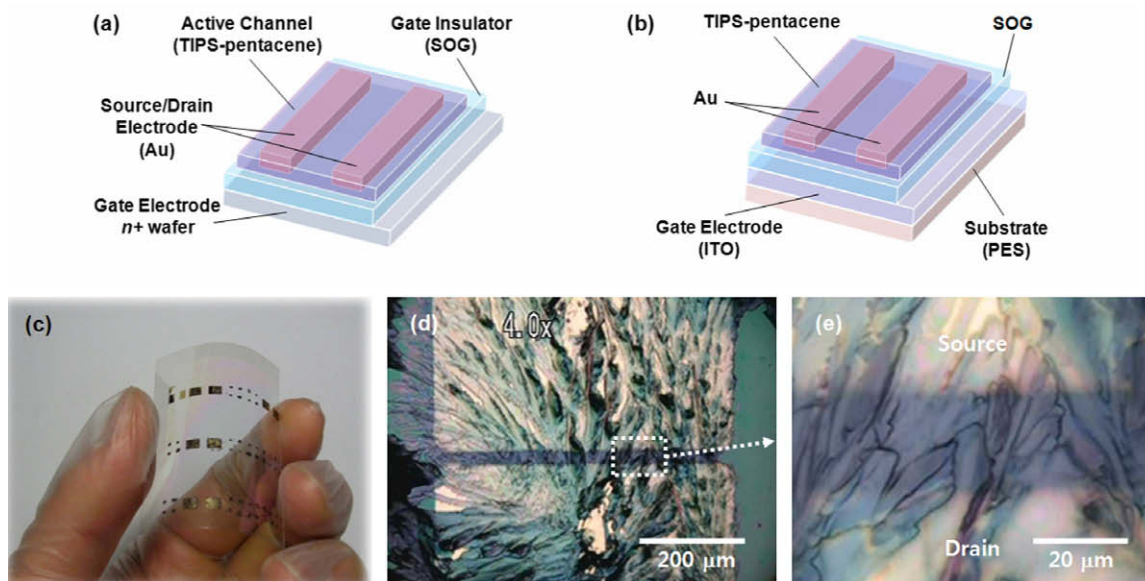 (a)
Active Channel
(TIPS-pentacene)
Gate Insulator
(SOG)
Source/Drain
Electrode
(Au)
Gate Electrode
n+ wafer
(b)
TIPS-pentacene
SOG
Au
Gate Electrode
(ITO)
Substrate
(PES)
(c)
(d)
4.0x
200 μm
(e)
Source
Drain
20 μm